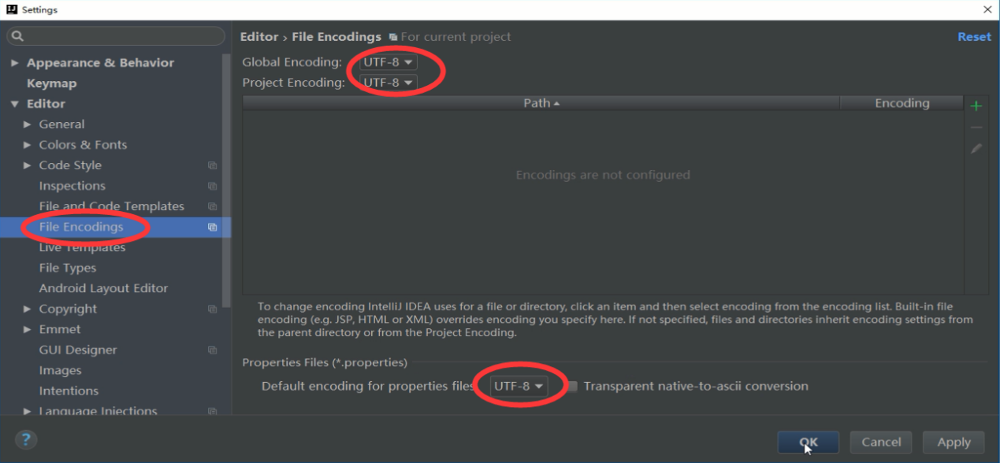 Settings
Editor › File Encodings For current project
Reset
Global Encoding: UTF-8
Project Encoding: UTF-8
Path
Encoding
Encodings are not configured
Appearance & Behavior
Keymap
Editor
General
Colors & Fonts
Code Style
Inspections
File and Code Templates
File Encodings
Live Templates
File Types
Android Layout Editor
Copyright
Emmet
GUI Designer
Images
Intentions
Language Injections
To change encoding IntelliJ IDEA uses for a file or directory, click an item and then select encoding from the encoding list. Built-in file
encoding (e.g. JSP, HTML or XML) overrides encoding you specify here. If not specified, files and directories inherit encoding settings from
the parent directory or from the Project Encoding.
Properties Files (*.properties)
Default encoding for properties files UTF-8 Transparent native-to-ascii conversion
?
OK
Cancel
Apply